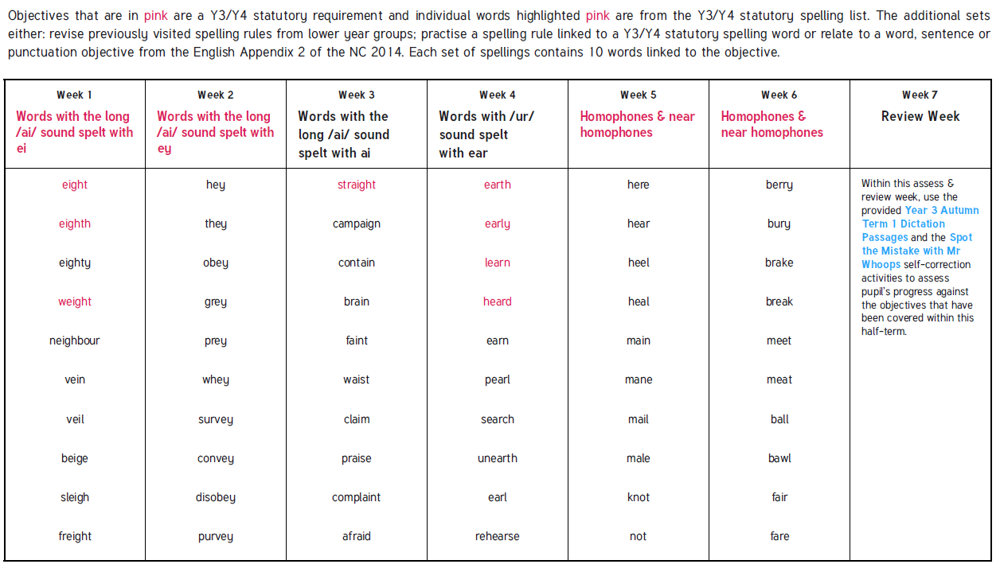 Objectives that are in pink are a Y3/Y4 statutory requirement and individual words highlighted pink are from the Y3/Y4 statutory spelling list. The additional sets
either: revise previously visited spelling rules from lower year groups; practise a spelling rule linked to a Y3/Y4 statutory spelling word or relate to a word, sentence or
punctuation objective from the English Appendix 2 of the NC 2014. Each set of spellings contains 10 words linked to the objective.
Week 1
Words with the long
/ai/ sound spelt with
ei
eight
eighth
eighty
weight
neighbour
vein
veil
beige
sleigh
freight
Week 2
Words with the long
/ai/ sound spelt with
ey
hey
they
obey
grey
prey
whey
survey
convey
disobey
purvey
Week 3
Words with the
long /ai/ sound
spelt with ai
straight
campaign
contain
brain
faint
waist
claim
praise
complaint
afraid
Week 4
Words with /ur/
sound spelt
with ear
earth
early
learn
heard
earn
pearl
search
unearth
earl
rehearse
Week 5
Homophones & near
homophones
here
hear
heel
heal
main
mane
mail
male
knot
not
Week 6
Homophones &
near homophones
berry
bury
brake
break
meet
meat
ball
bawl
fair
fare
Week 7
Review Week
Within this assess &
review week, use the
provided Year 3 Autumn
Term 1 Dictation
Passages and the Spot
the Mistake with Mr
Whoops self-correction
activities to assess
pupil's progress against
the objectives that have
been covered within this
half-term.